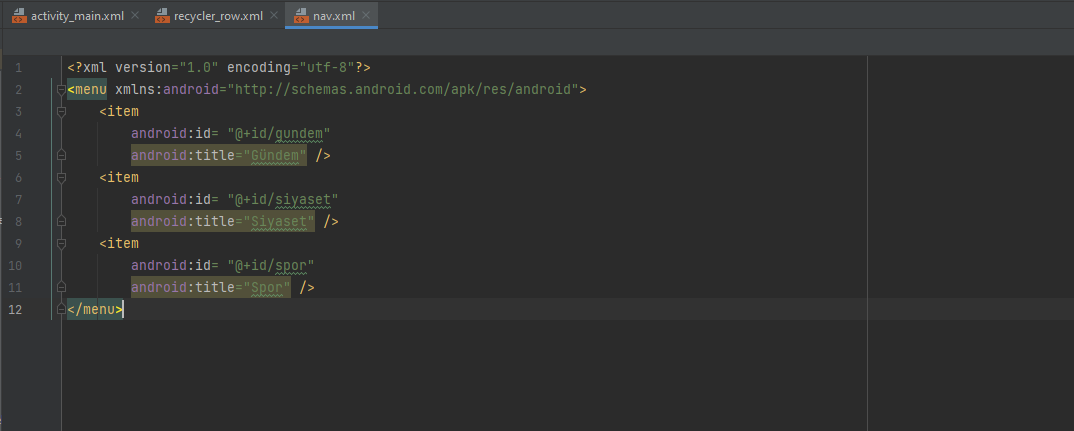 activity_main.xml recycler_row.xml nav.xml
1 <?xml version="1.0" encoding="utf-8"?>
2 <menu xmlns:android="http://schemas.android.com/apk/res/android">
3 <item
4 android:id= "@+id/gundem"
5 android:title="Gündem" />
6 <item
7 android:id= "@+id/siyaset"
8 android:title="Siyaset" />
9 <item
10 android:id= "@+id/spor"
11 android:title="Spor" />
12 </menu>